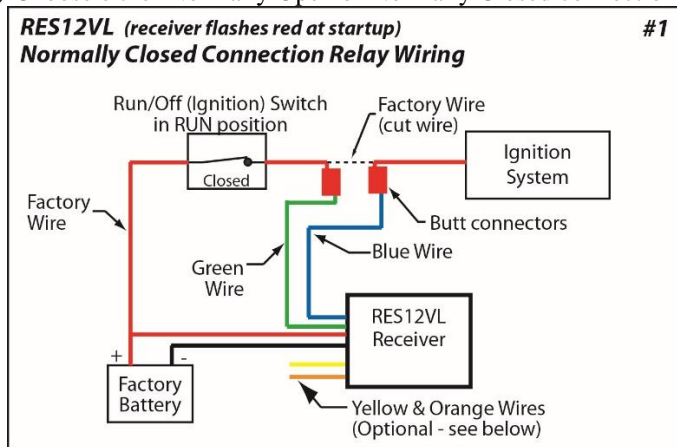 RES12VL (receiver flashes red at startup) #1
Normally Closed Connection Relay Wiring
Run/Off (Ignition) Switch
in RUN position
Factory Wire
(cut wire)
Closed
Ignition
System
Factory
Wire
Butt connectors
Blue Wire
Green
Wire
RES12VL
Receiver
+ -
Factory
Battery
Yellow & Orange Wires
(Optional - see below)